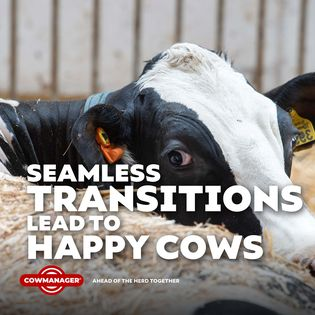 SEAMLESS
TRANSITIONS
LEAD TO
HAPPY COWS
COWMANAGER®
AHEAD OF THE HERD TOGETHER